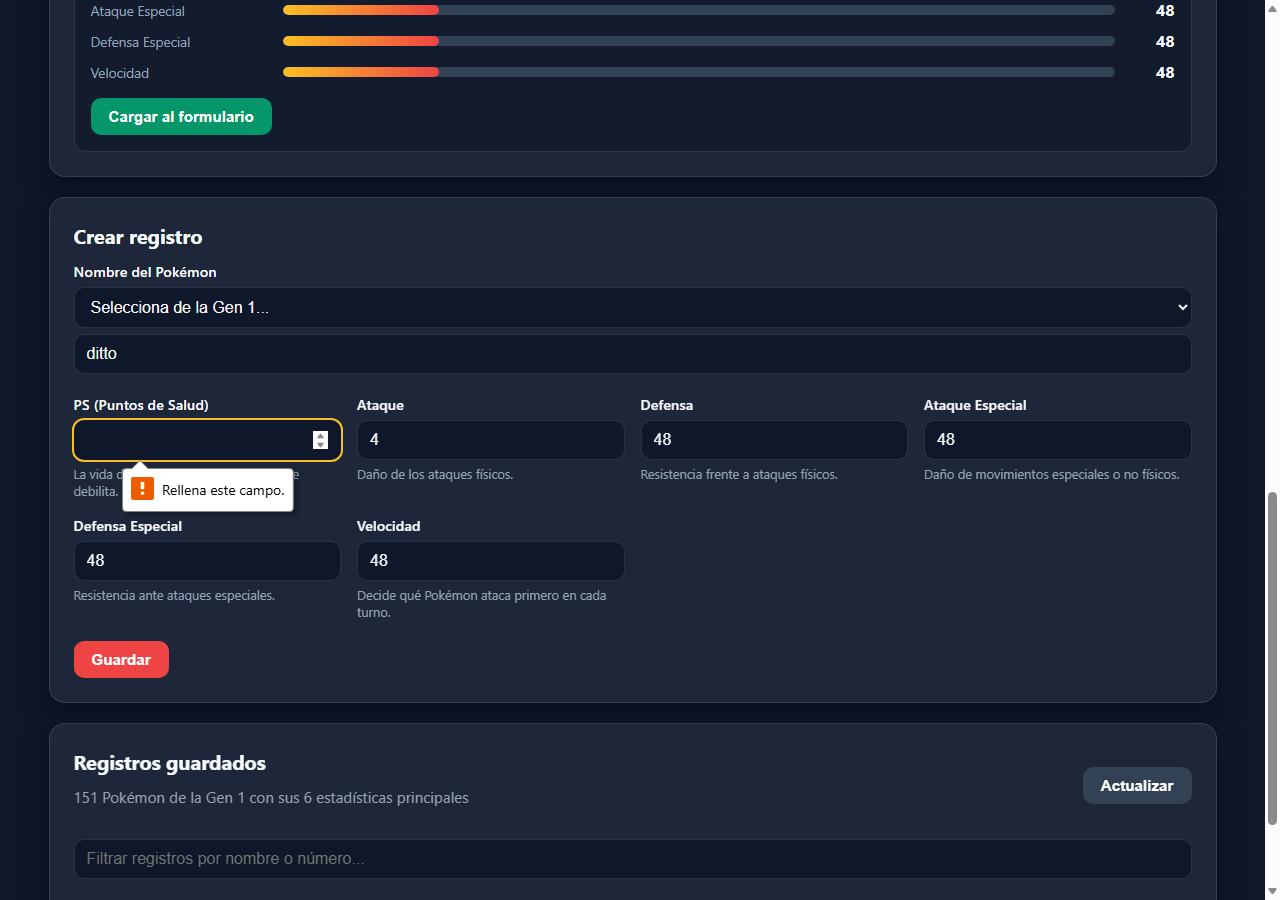 Ataque Especial 48
Defensa Especial 48
Velocidad 48
Cargar al formulario
Crear registro
Nombre del Pokémon
Selecciona de la Gen 1...
ditto
PS (Puntos de Salud) Ataque Defensa Ataque Especial
4 48 48
La vida d e Daño de los ataques físicos. Resistencia frente a ataques físicos. Daño de movimientos especiales o no físicos.
debilita.
Rellena este campo.
Defensa Especial Velocidad
48 48
Resistencia ante ataques especiales. Decide qué Pokémon ataca primero en cada
turno.
Guardar
Registros guardados
151 Pokémon de la Gen 1 con sus 6 estadísticas principales
Actualizar
Filtrar registros por nombre o número...